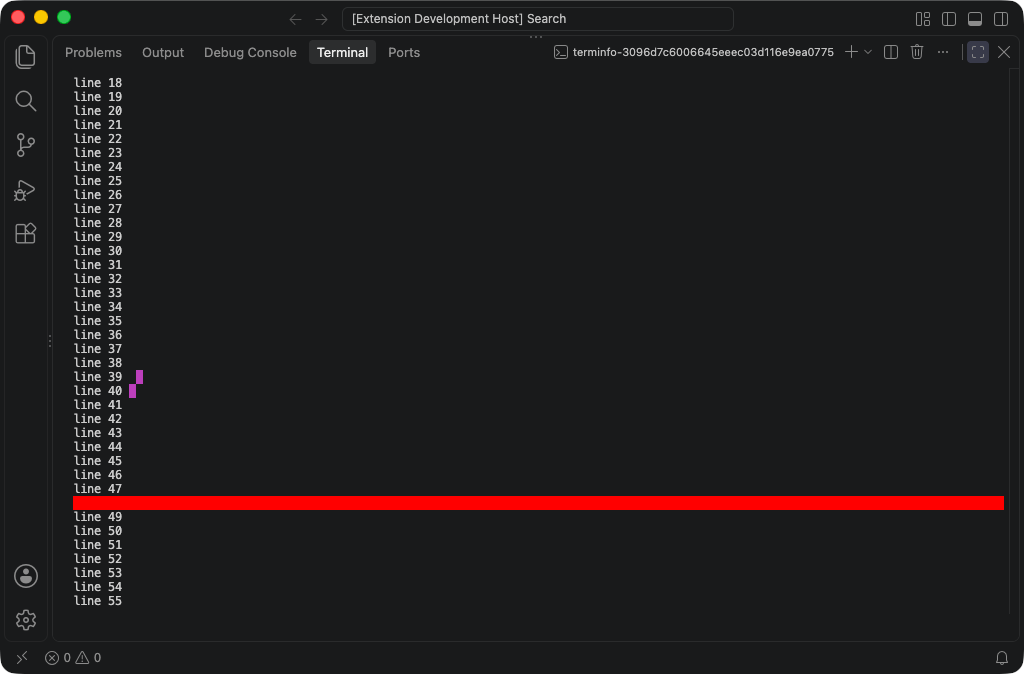 [Extension Development Host] Search
Problems Output Debug Console Terminal Ports terminfo-3096d7c6006645eeec03d116e9ea0775
line 18
line 19
line 20
line 21
line 22
line 23
line 24
line 25
line 26
line 27
line 28
line 29
line 30
line 31
line 32
line 33
line 34
line 35
line 36
line 37
line 38
line 39
line 40
line 41
line 42
line 43
line 44
line 45
line 46
line 47
line 49
line 50
line 51
line 52
line 53
line 54
line 55
0 0